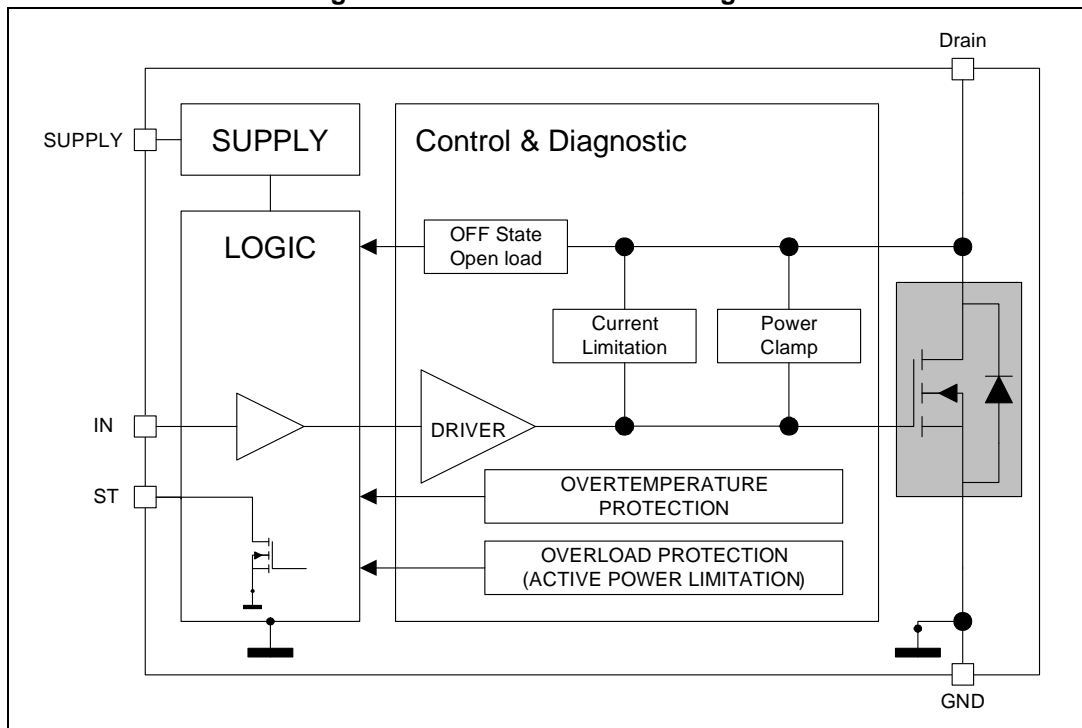 Drain
SUPPLY
SUPPLY
Control & Diagnostic
LOGIC
OFF State
Open load
Current
Limitation
Power
Clamp
IN
DRIVER
ST
OVERTEMPERATURE
PROTECTION
OVERLOAD PROTECTION
(ACTIVE POWER LIMITATION)
GND